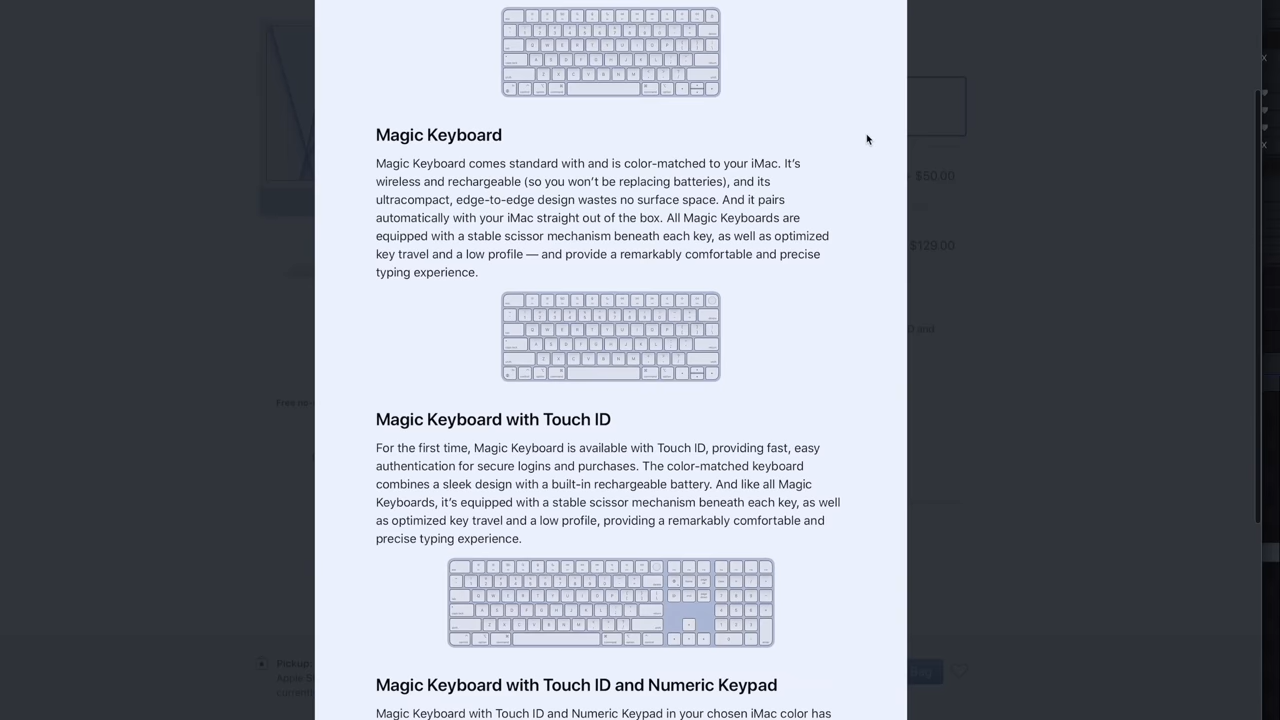 Magic Keyboard
Magic Keyboard comes standard with and is color-matched to your iMac. It’s
wireless and rechargeable (so you won’t be replacing batteries), and its
ultracompact, edge-to-edge design wastes no surface space. And it pairs
automatically with your iMac straight out of the box. All Magic Keyboards are
equipped with a stable scissor mechanism beneath each key, as well as optimized
key travel and a low profile — and provide a remarkably comfortable and precise
typing experience.
$50.00
$129.00
D and
Magic Keyboard with Touch ID
For the first time, Magic Keyboard is available with Touch ID, providing fast, easy
authentication for secure logins and purchases. The color-matched keyboard
combines a sleek design with a built-in rechargeable battery. And like all Magic
Keyboards, it’s equipped with a stable scissor mechanism beneath each key, as well
as optimized key travel and a low profile, providing a remarkably comfortable and
precise typing experience.
Pickup:
Magic Keyboard with Touch ID and Numeric Keypad
Magic Keyboard with Touch ID and Numeric Keypad in your chosen iMac color has